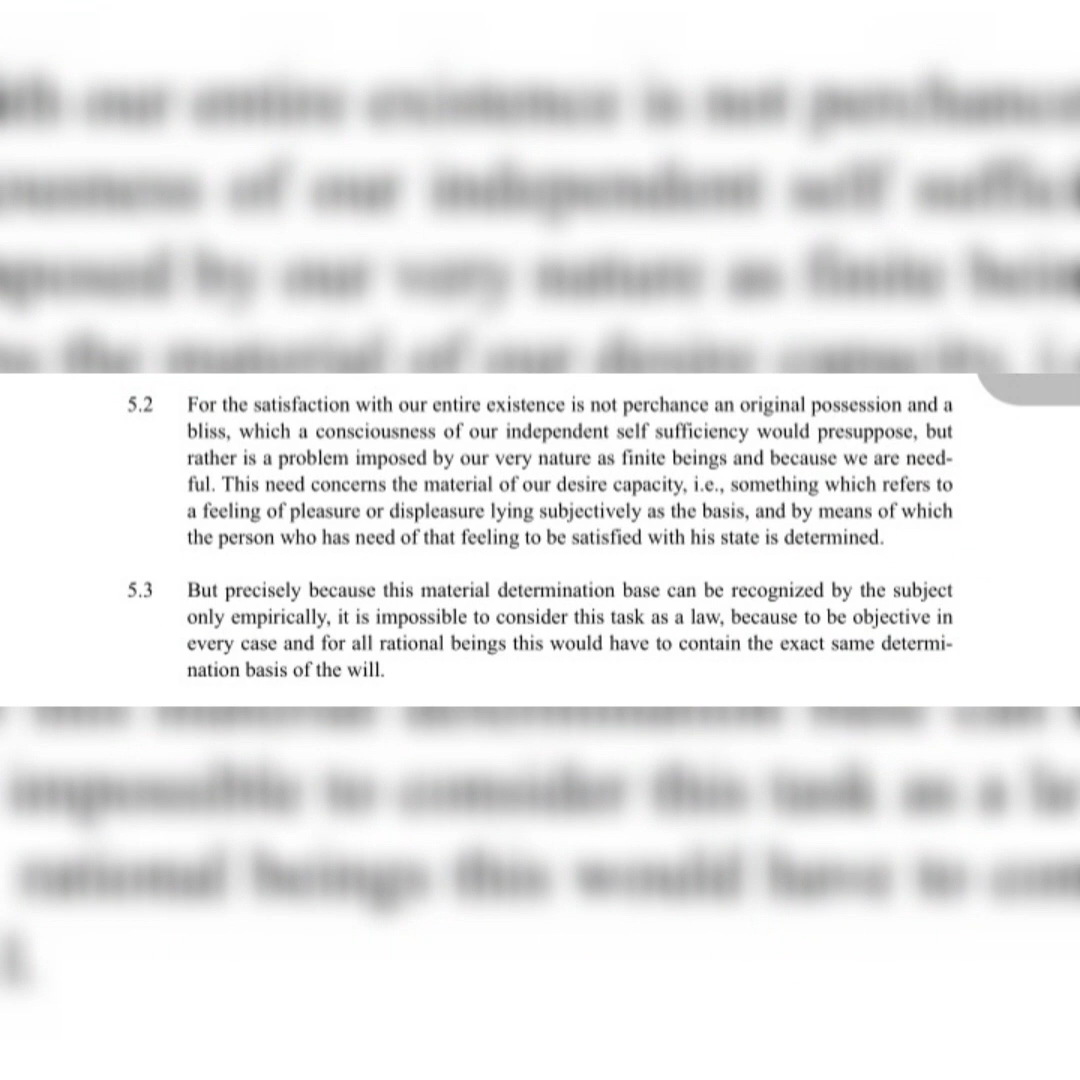 5.2 For the satisfaction with our entire existence is not perchance an original possession and a
bliss, which a consciousness of our independent self sufficiency would presuppose, but
rather is a problem imposed by our very nature as finite beings and because we are need-
ful. This need concerns the material of our desire capacity, i.e., something which refers to
a feeling of pleasure or displeasure lying subjectively as the basis, and by means of which
the person who has need of that feeling to be satisfied with his state is determined.
5.3 But precisely because this material determination base can be recognized by the subject
only empirically, it is impossible to consider this task as a law, because to be objective in
every case and for all rational beings this would have to contain the exact same determi-
nation basis of the will.